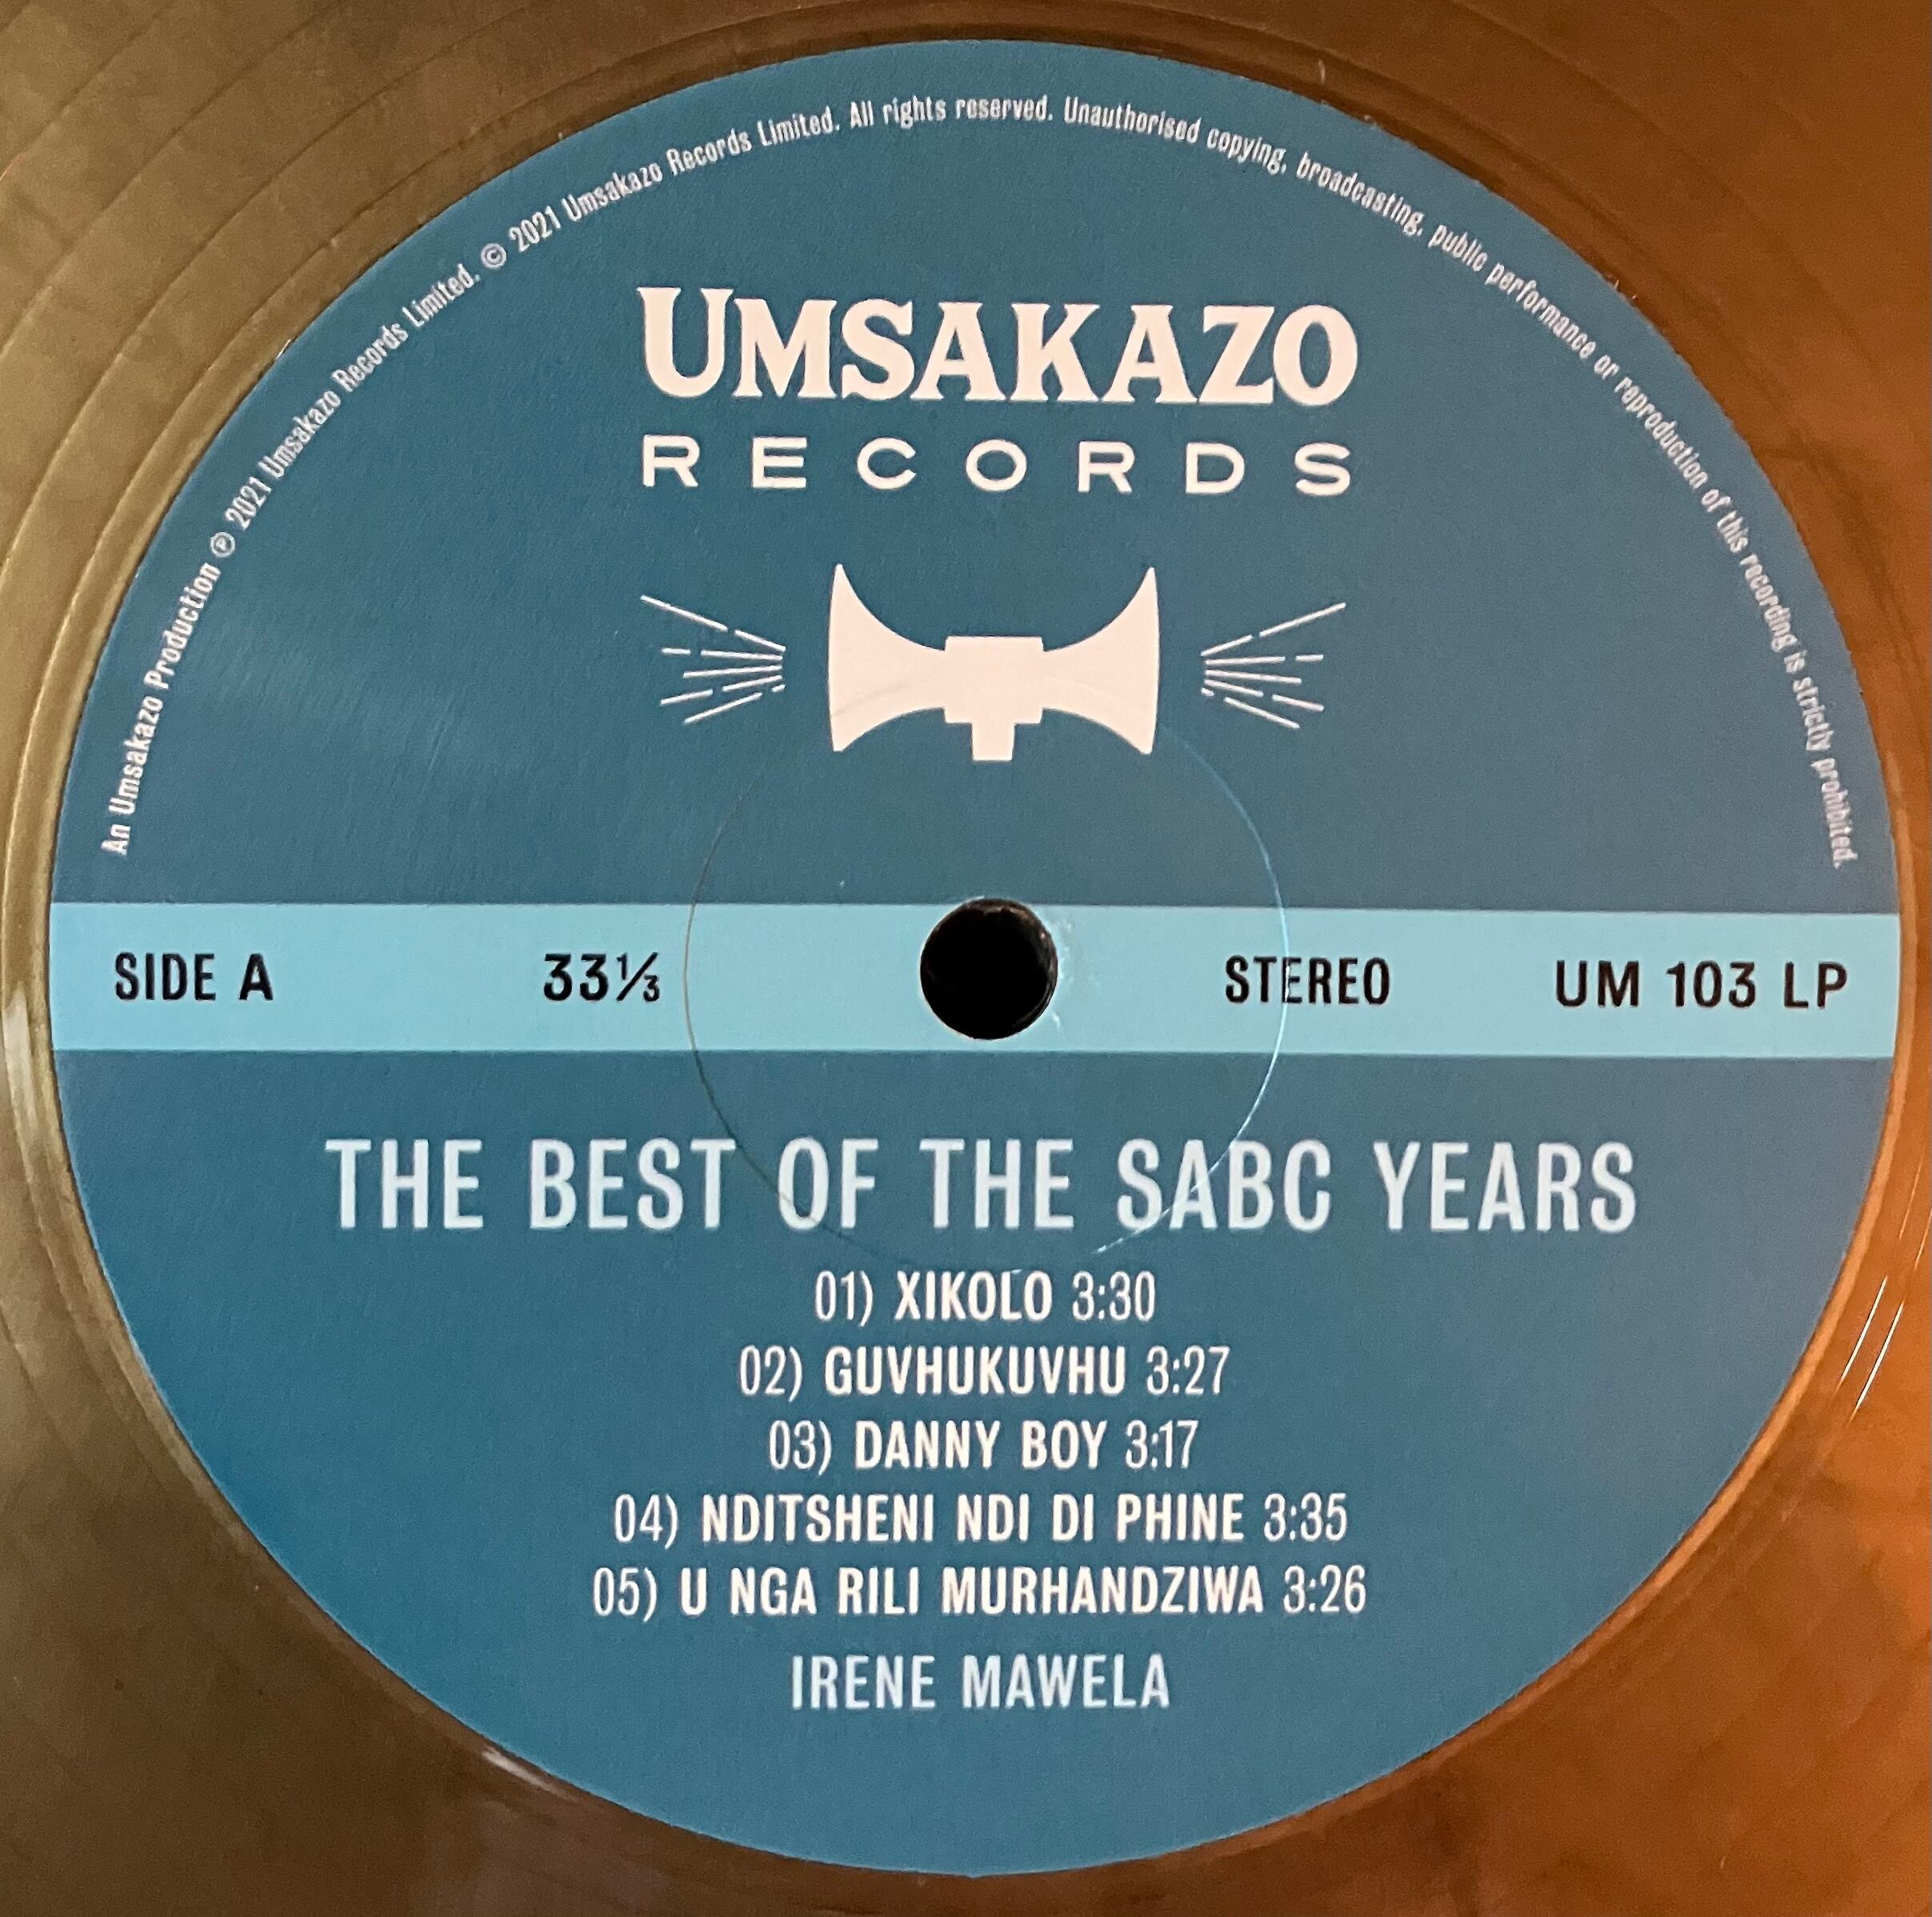 An Umsakazo Production ℗ 2021 Umsakazo Records Limited. © 2021 Umsakazo Records Limited. All rights reserved. Unauthorised copying, broadcasting, public performance or reproduction of this recording is strictly prohibited.
UMSAKAZO
RECORDS
SIDE A 33⅓ STEREO UM 103 LP
THE BEST OF THE SABC YEARS
01) XIKOLO 3:30
02) GUVHUKUVHU 3:27
03) DANNY BOY 3:17
04) NDITSHENI NDI DI PHINE 3:35
05) U NGA RILI MURHANDZIWA 3:26
IRENE MAWELA